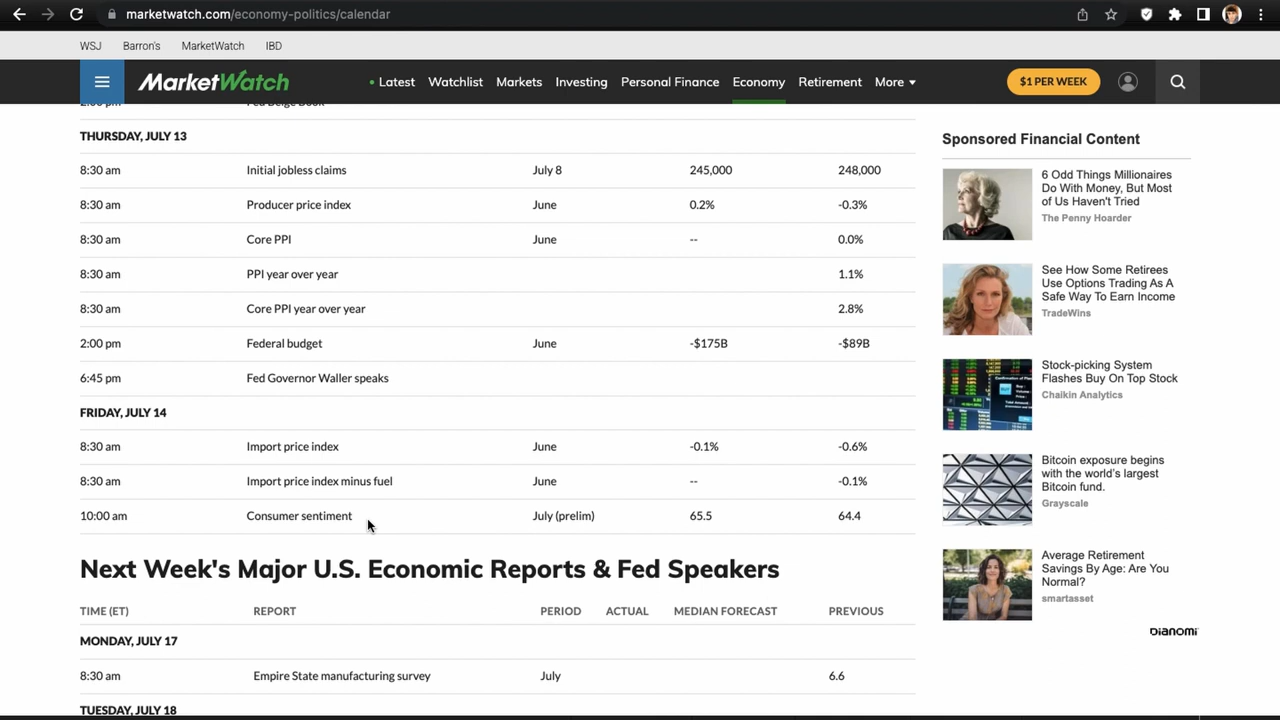 marketwatch.com/economy-politics/calendar
WSJ Barron's MarketWatch IBD
MarketWatch Latest Watchlist Markets Investing Personal Finance Economy Retirement More $1 PER WEEK
2:00 pm Fed Beige Book
THURSDAY, JULY 13
8:30 am Initial jobless claims July 8 245,000 248,000
8:30 am Producer price index June 0.2% -0.3%
8:30 am Core PPI June -- 0.0%
8:30 am PPI year over year 1.1%
8:30 am Core PPI year over year 2.8%
2:00 pm Federal budget June -$175B -$89B
6:45 pm Fed Governor Waller speaks
FRIDAY, JULY 14
8:30 am Import price index June -0.1% -0.6%
8:30 am Import price index minus fuel June -- -0.1%
10:00 am Consumer sentiment July (prelim) 65.5 64.4
Next Week's Major U.S. Economic Reports & Fed Speakers
TIME (ET) REPORT PERIOD ACTUAL MEDIAN FORECAST PREVIOUS
MONDAY, JULY 17
8:30 am Empire State manufacturing survey July 6.6
TUESDAY, JULY 18
Sponsored Financial Content
6 Odd Things Millionaires
Do With Money, But Most
of Us Haven't Tried
The Penny Hoarder
See How Some Retirees
Use Options Trading As A
Safe Way To Earn Income
TradeWins
Stock-picking System
Flashes Buy On Top Stock
Chaikin Analytics
Bitcoin exposure begins
with the world's largest
Bitcoin fund.
Grayscale
Average Retirement
Savings By Age: Are You
Normal?
smartasset
DIANOMI